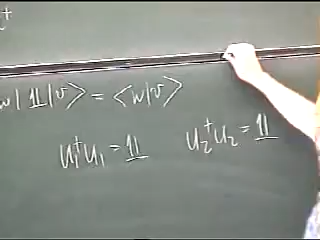 †
w|𝟙|v⟩ = ⟨w|v⟩
U₁†U₁ = 𝟙 U₂†U₂ = 𝟙